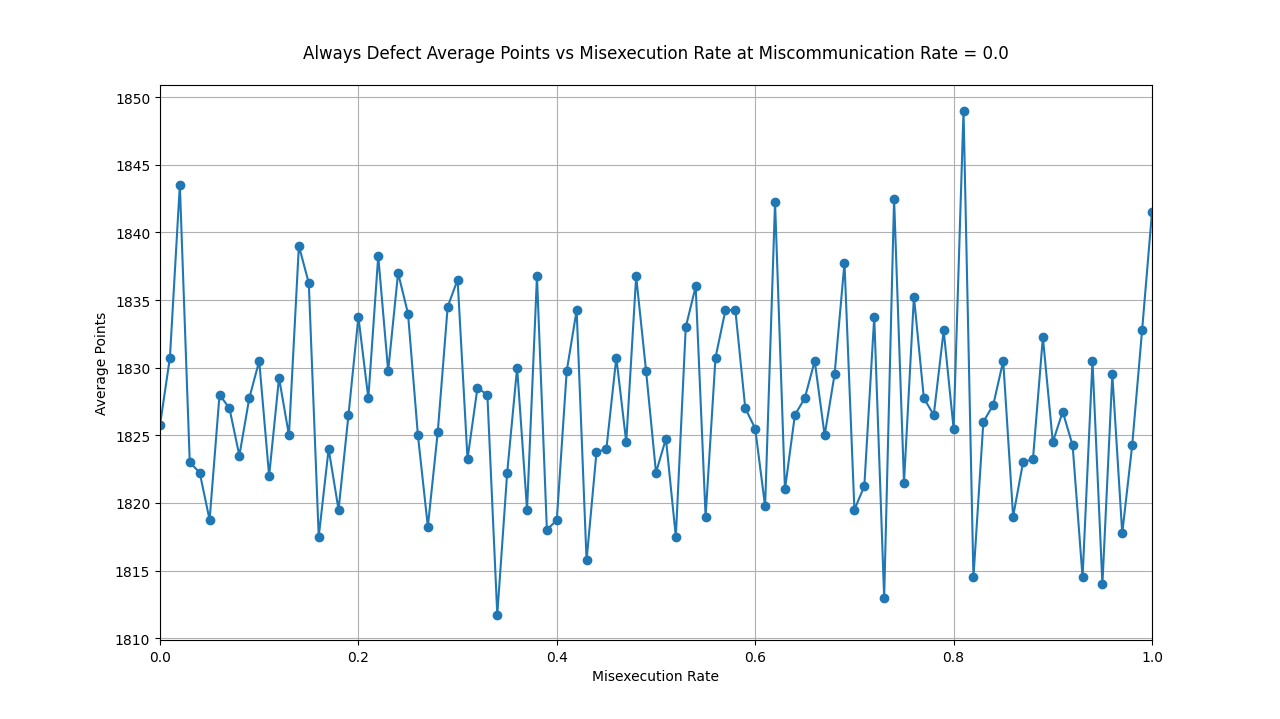 Always Defect Average Points vs Misexecution Rate at Miscommunication Rate = 0.0
Average Points
1850
1845
1840
1835
1830
1825
1820
1815
1810
0.0 0.2 0.4 0.6 0.8 1.0
Misexecution Rate